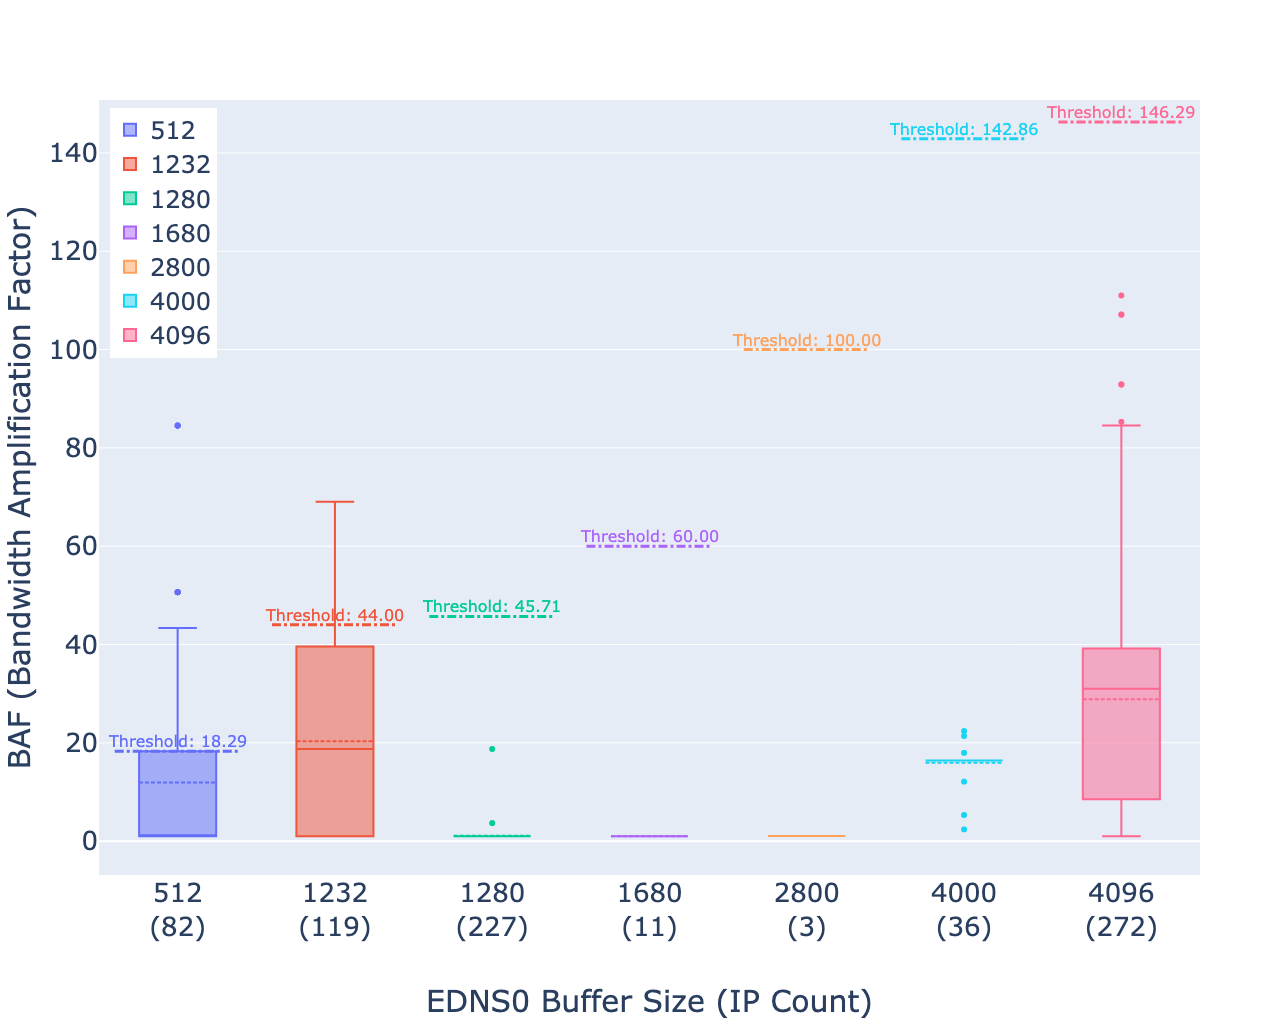 Threshold: 146.29
Threshold: 142.86
512
1232
1280
1680
2800
4000
4096
Threshold: 100.00
Threshold: 60.00
Threshold: 45.71
Threshold: 44.00
Threshold: 18.29
140
120
100
80
60
40
20
0
BAF (Bandwidth Amplification Factor)
512 1232 1280 1680 2800 4000 4096
(82) (119) (227) (11) (3) (36) (272)
EDNS0 Buffer Size (IP Count)